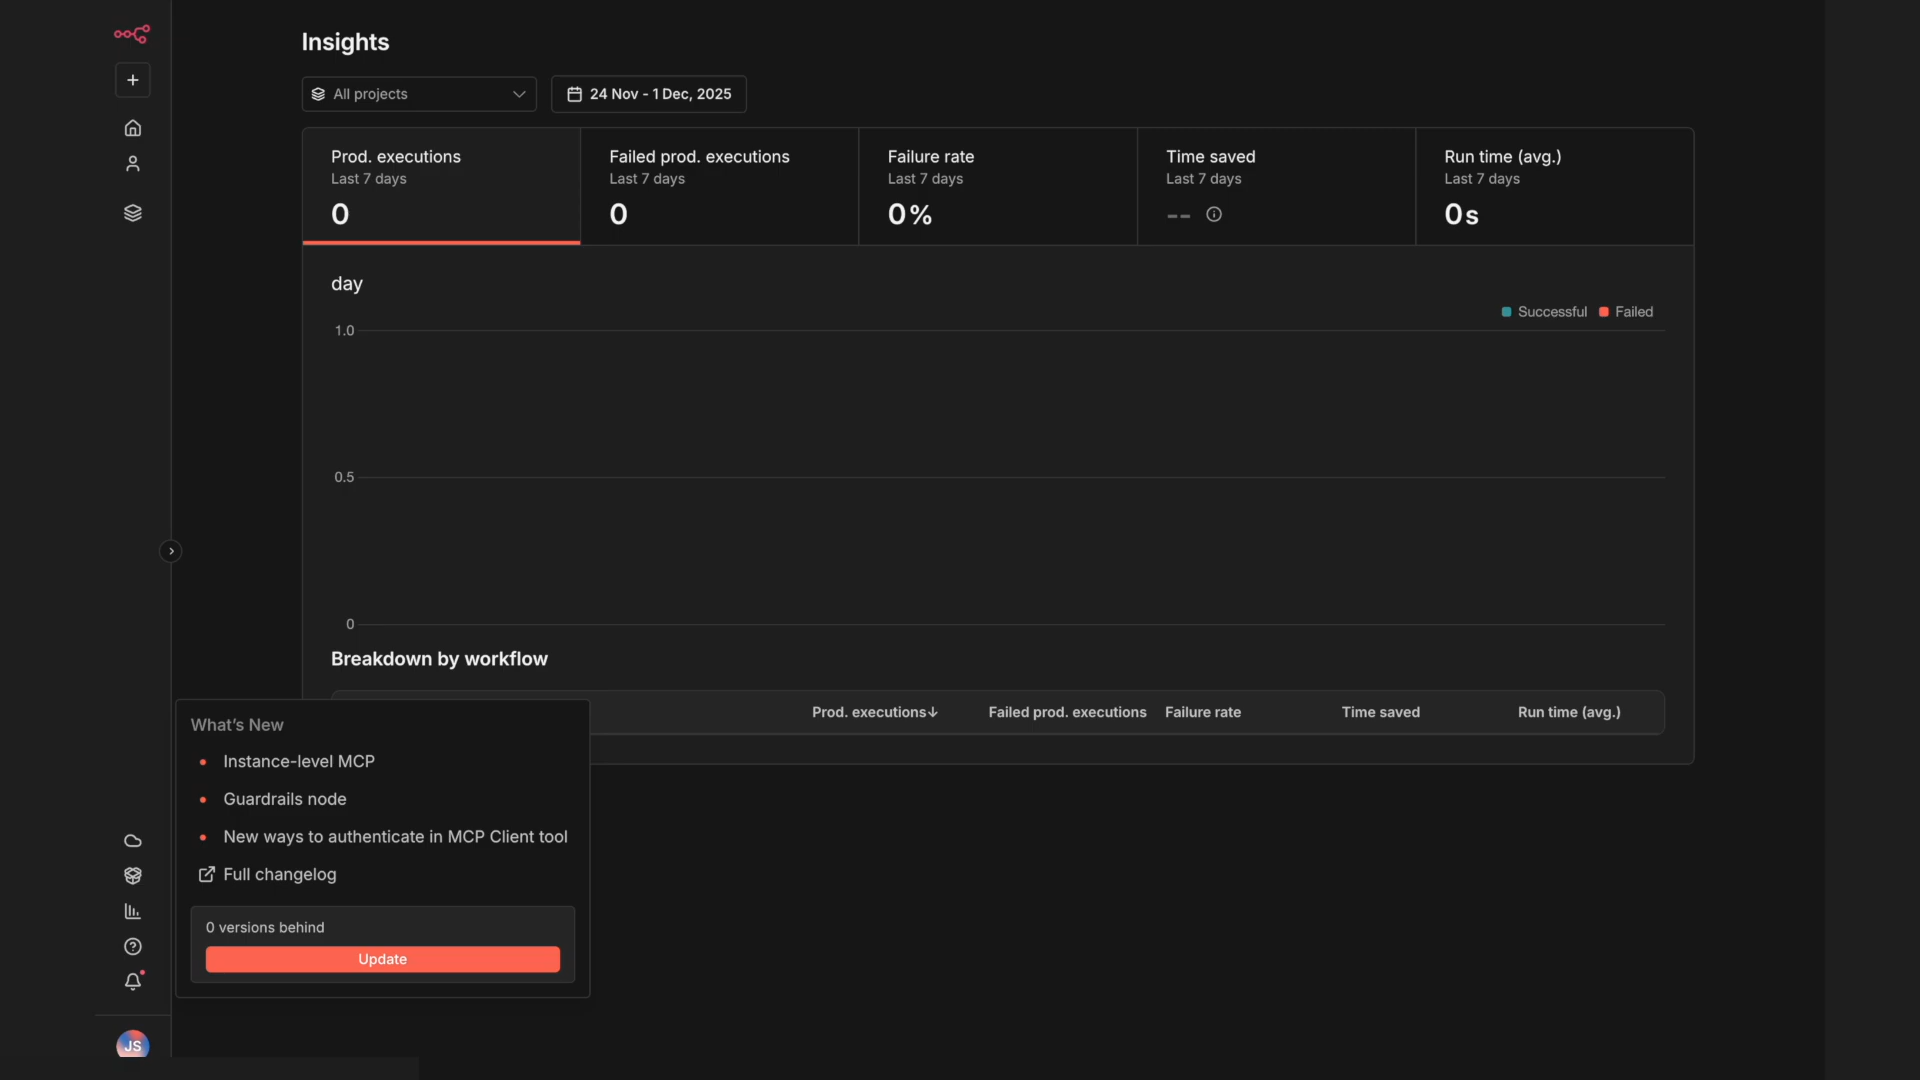 Insights
All projects
24 Nov - 1 Dec, 2025
Prod. executions
Last 7 days
0
Failed prod. executions
Last 7 days
0
Failure rate
Last 7 days
0%
Time saved
Last 7 days
--
Run time (avg.)
Last 7 days
0s
day
Successful
Failed
1.0
0.5
0
Breakdown by workflow
Prod. executions↓
Failed prod. executions
Failure rate
Time saved
Run time (avg.)
What's New
Instance-level MCP
Guardrails node
New ways to authenticate in MCP Client tool
Full changelog
0 versions behind
Update
JS